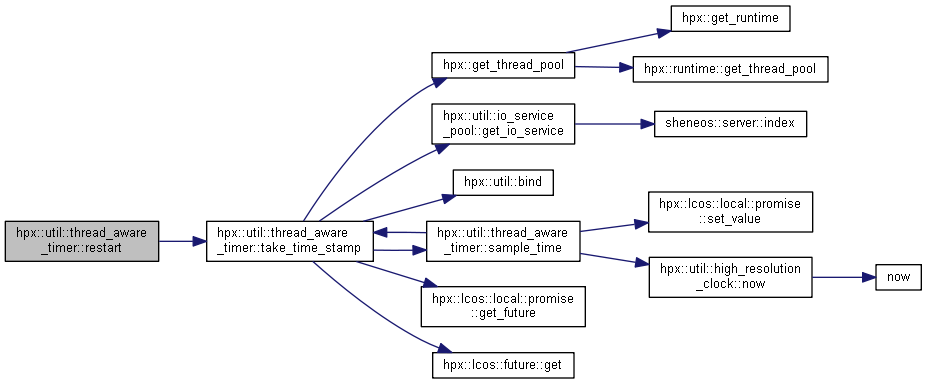 hpx::get_runtime
hpx::get_thread_pool
hpx::runtime::get_thread_pool
hpx::util::io_service
_pool::get_io_service
sheneos::server::index
hpx::util::bind
hpx::util::thread_aware
_timer::restart
hpx::util::thread_aware
_timer::take_time_stamp
hpx::util::thread_aware
_timer::sample_time
hpx::lcos::local::promise
::set_value
hpx::util::high_resolution
_clock::now
now
hpx::lcos::local::promise
::get_future
hpx::lcos::future::get